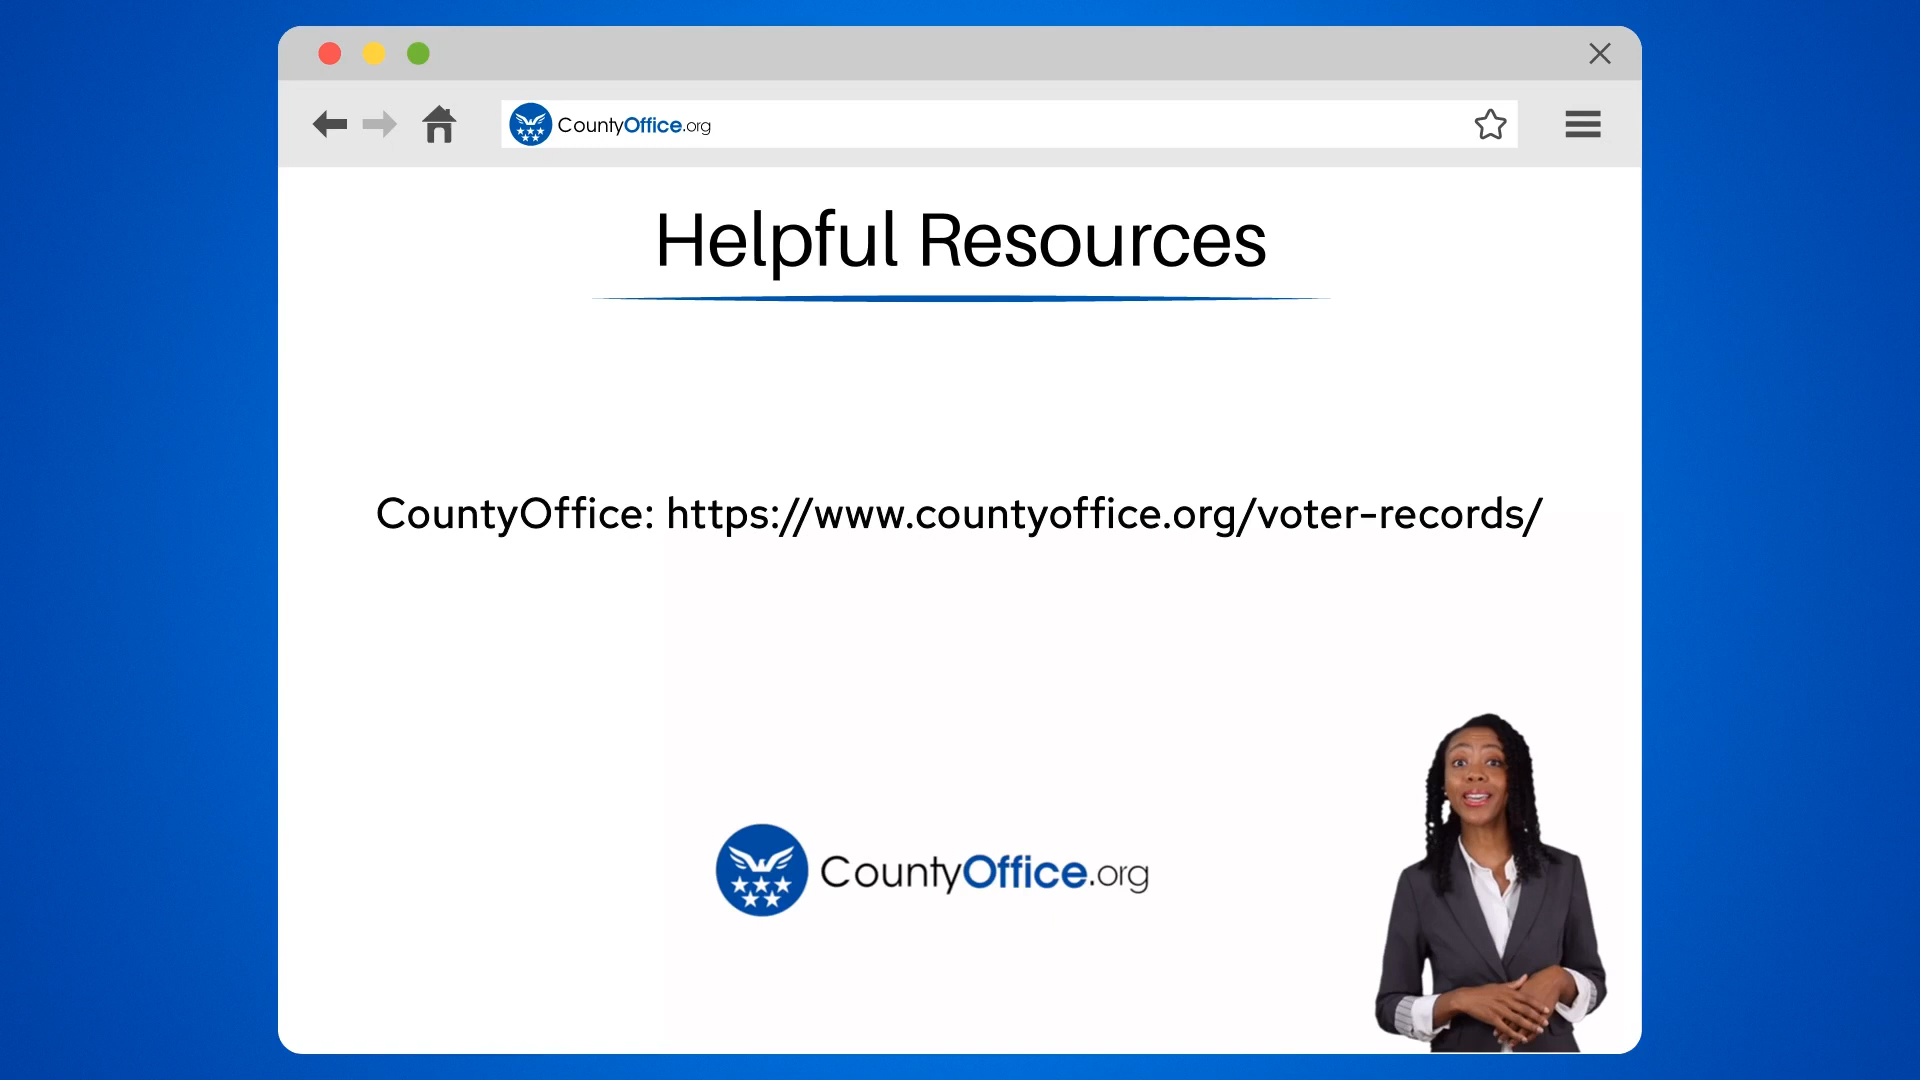 CountyOffice.org
Helpful Resources
CountyOffice: https://www.countyoffice.org/voter-records/
CountyOffice.org